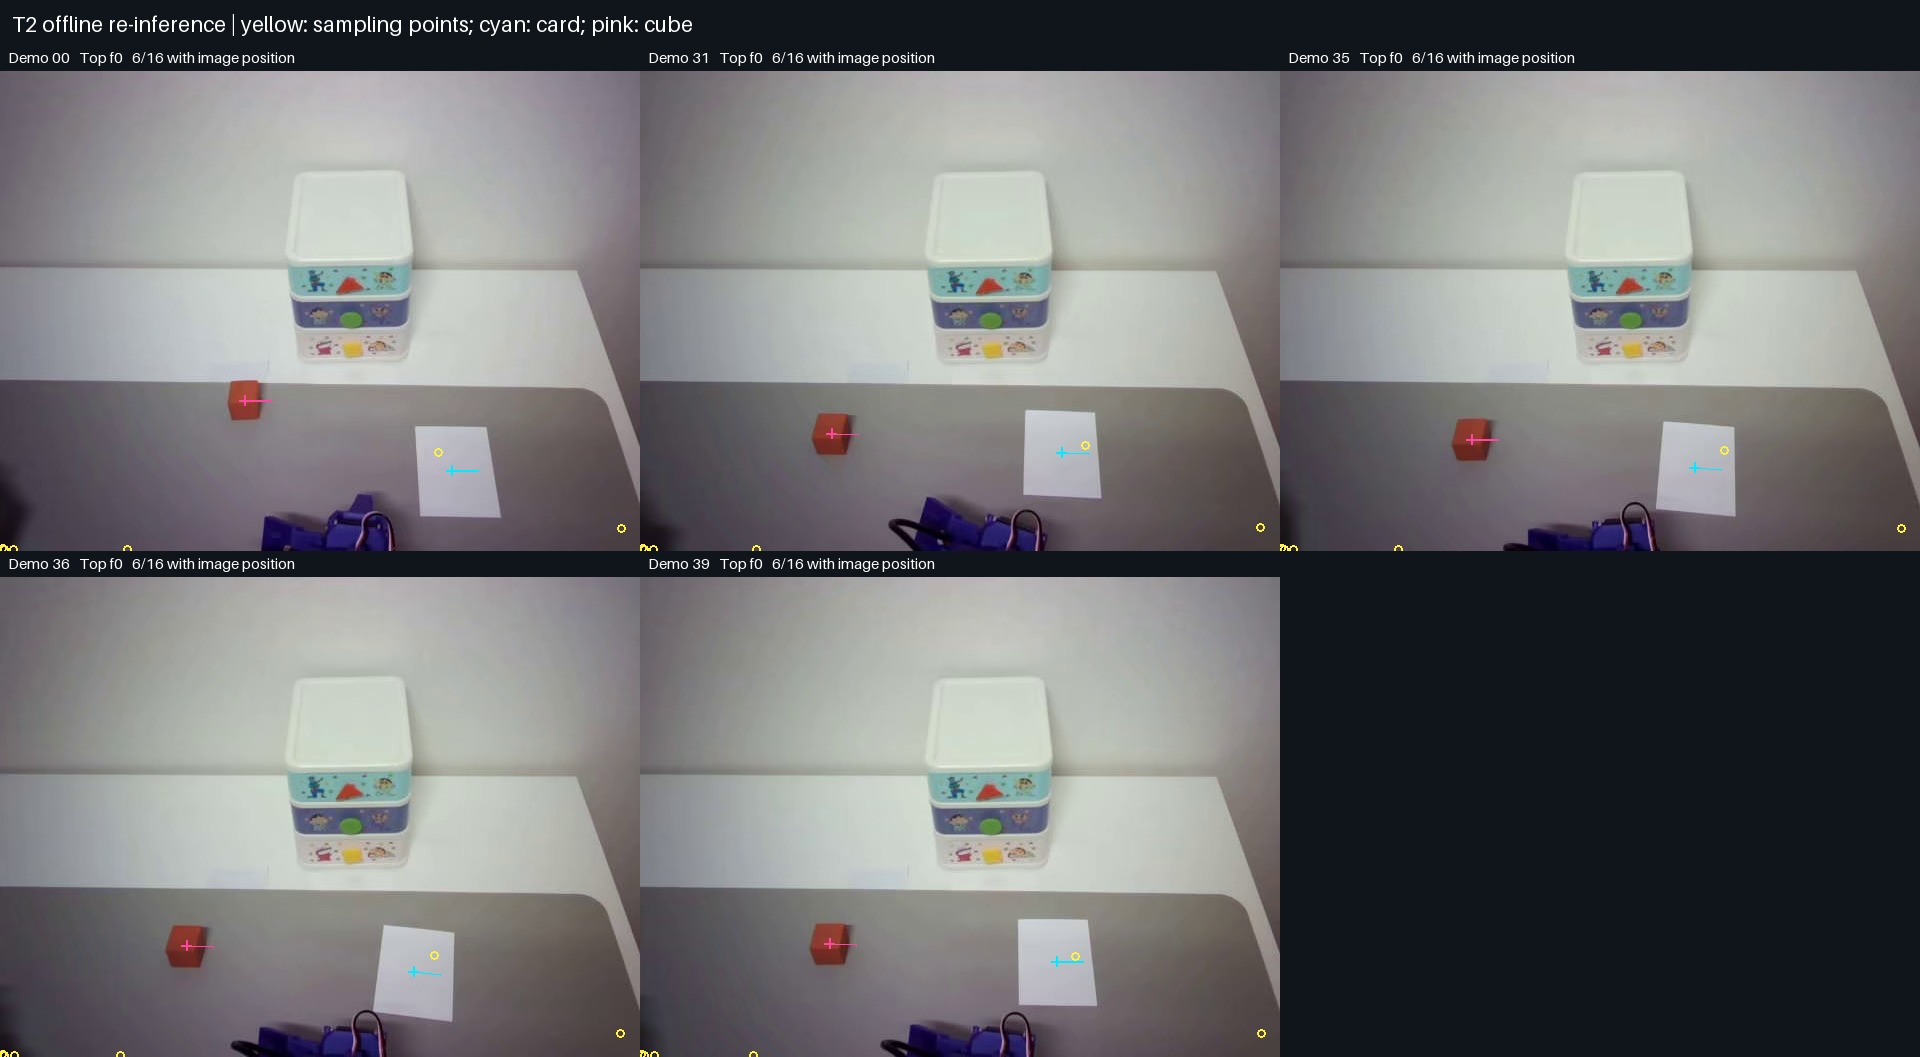 T2 offline re-inference | yellow: sampling points; cyan: card; pink: cube
Demo 00 Top f0 6/16 with image position
Demo 31 Top f0 6/16 with image position
Demo 35 Top f0 6/16 with image position
Demo 36 Top f0 6/16 with image position
Demo 39 Top f0 6/16 with image position